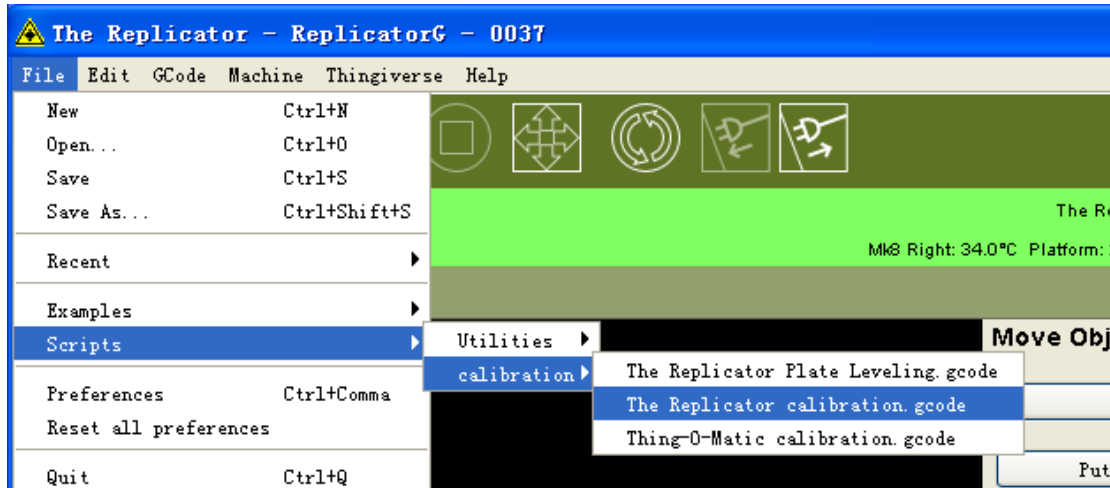 The Replicator - ReplicatorG - 0037
File Edit GCode Machine Thingiverse Help
New Ctrl+N
Open... Ctrl+O
Save Ctrl+S
Save As... Ctrl+Shift+S
The R
Mk8 Right: 34.0°C Platform:
Recent
Examples
Scripts
Utilities
calibration
The Replicator Plate Leveling.gcode
The Replicator calibration.gcode
Thing-O-Matic calibration.gcode
Move Obj
Preferences Ctrl+Comma
Reset all preferences
Quit Ctrl+Q
Put